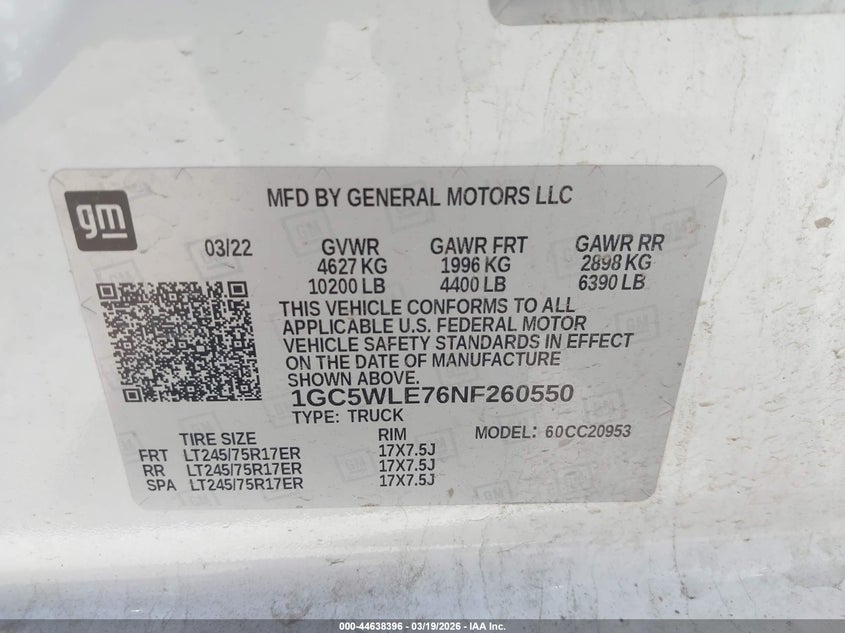 gm
MFD BY GENERAL MOTORS LLC
03/22 GVWR GAWR FRT GAWR RR
4627 KG 1996 KG 2898 KG
10200 LB 4400 LB 6390 LB
THIS VEHICLE CONFORMS TO ALL
APPLICABLE U.S. FEDERAL MOTOR
VEHICLE SAFETY STANDARDS IN EFFECT
ON THE DATE OF MANUFACTURE
SHOWN ABOVE.
1GC5WLE76NF260550
TYPE: TRUCK
TIRE SIZE RIM MODEL: 60CC20953
FRT LT245/75R17ER 17X7.5J
RR LT245/75R17ER 17X7.5J
SPA LT245/75R17ER 17X7.5J
000-44638396 - 03/19/2026 - IAA Inc.